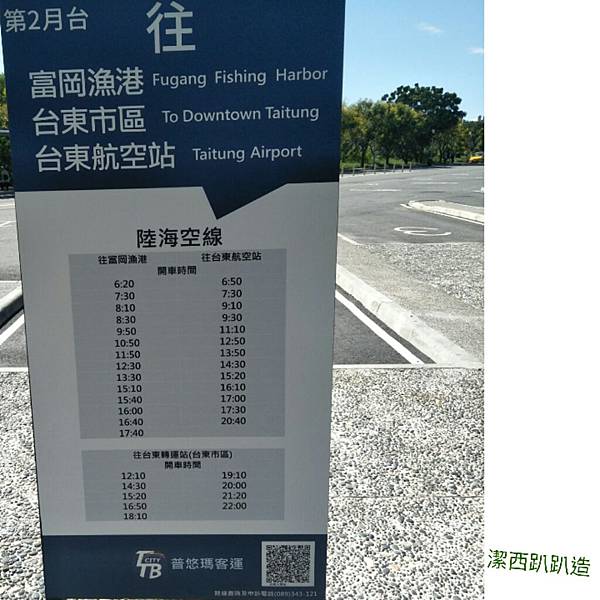 第2月台
往
富岡漁港 Fugang Fishing Harbor
台東市區 To Downtown Taitung
台東航空站 Taitung Airport
陸海空線
往富岡漁港 往台東航空站
開車時間
6:20 6:50
7:30 7:30
8:10 9:10
8:30 9:30
9:50 11:10
10:50 12:50
11:50 13:50
12:30 14:30
13:30 15:20
15:10 16:10
15:40 17:00
16:00 17:30
16:40 20:40
17:40
往台東轉運站(台東市區)
開車時間
12:10 19:10
14:30 20:00
15:20 21:20
16:50 22:00
18:10
TTB CITY 普悠瑪客運
(089)343-121
潔西趴趴造